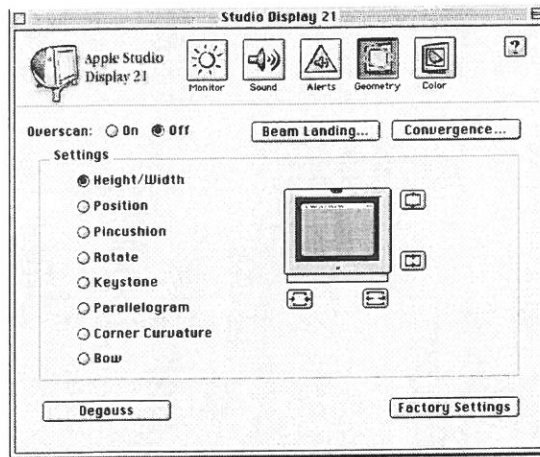 Studio Display 21
Apple Studio
Display 21
Monitor
Sound
Alerts
Geometry
Color
?
Overscan: On Off
Beam Landing...
Convergence...
Settings
Height/Width
Position
Pincushion
Rotate
Keystone
Parallelogram
Corner Curvature
Bow
Degauss
Factory Settings